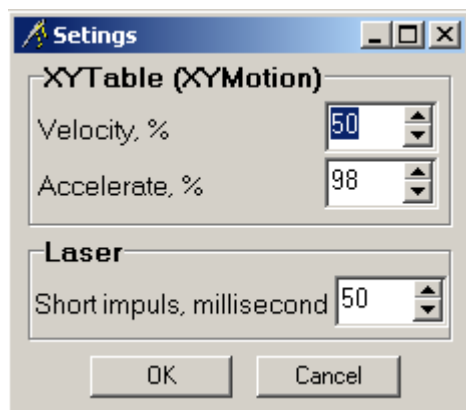 Setings
XYTable (XYMotion)
Velocity, % 50
Accelerate, % 98
Laser
Short impuls, millisecond 50
OK Cancel